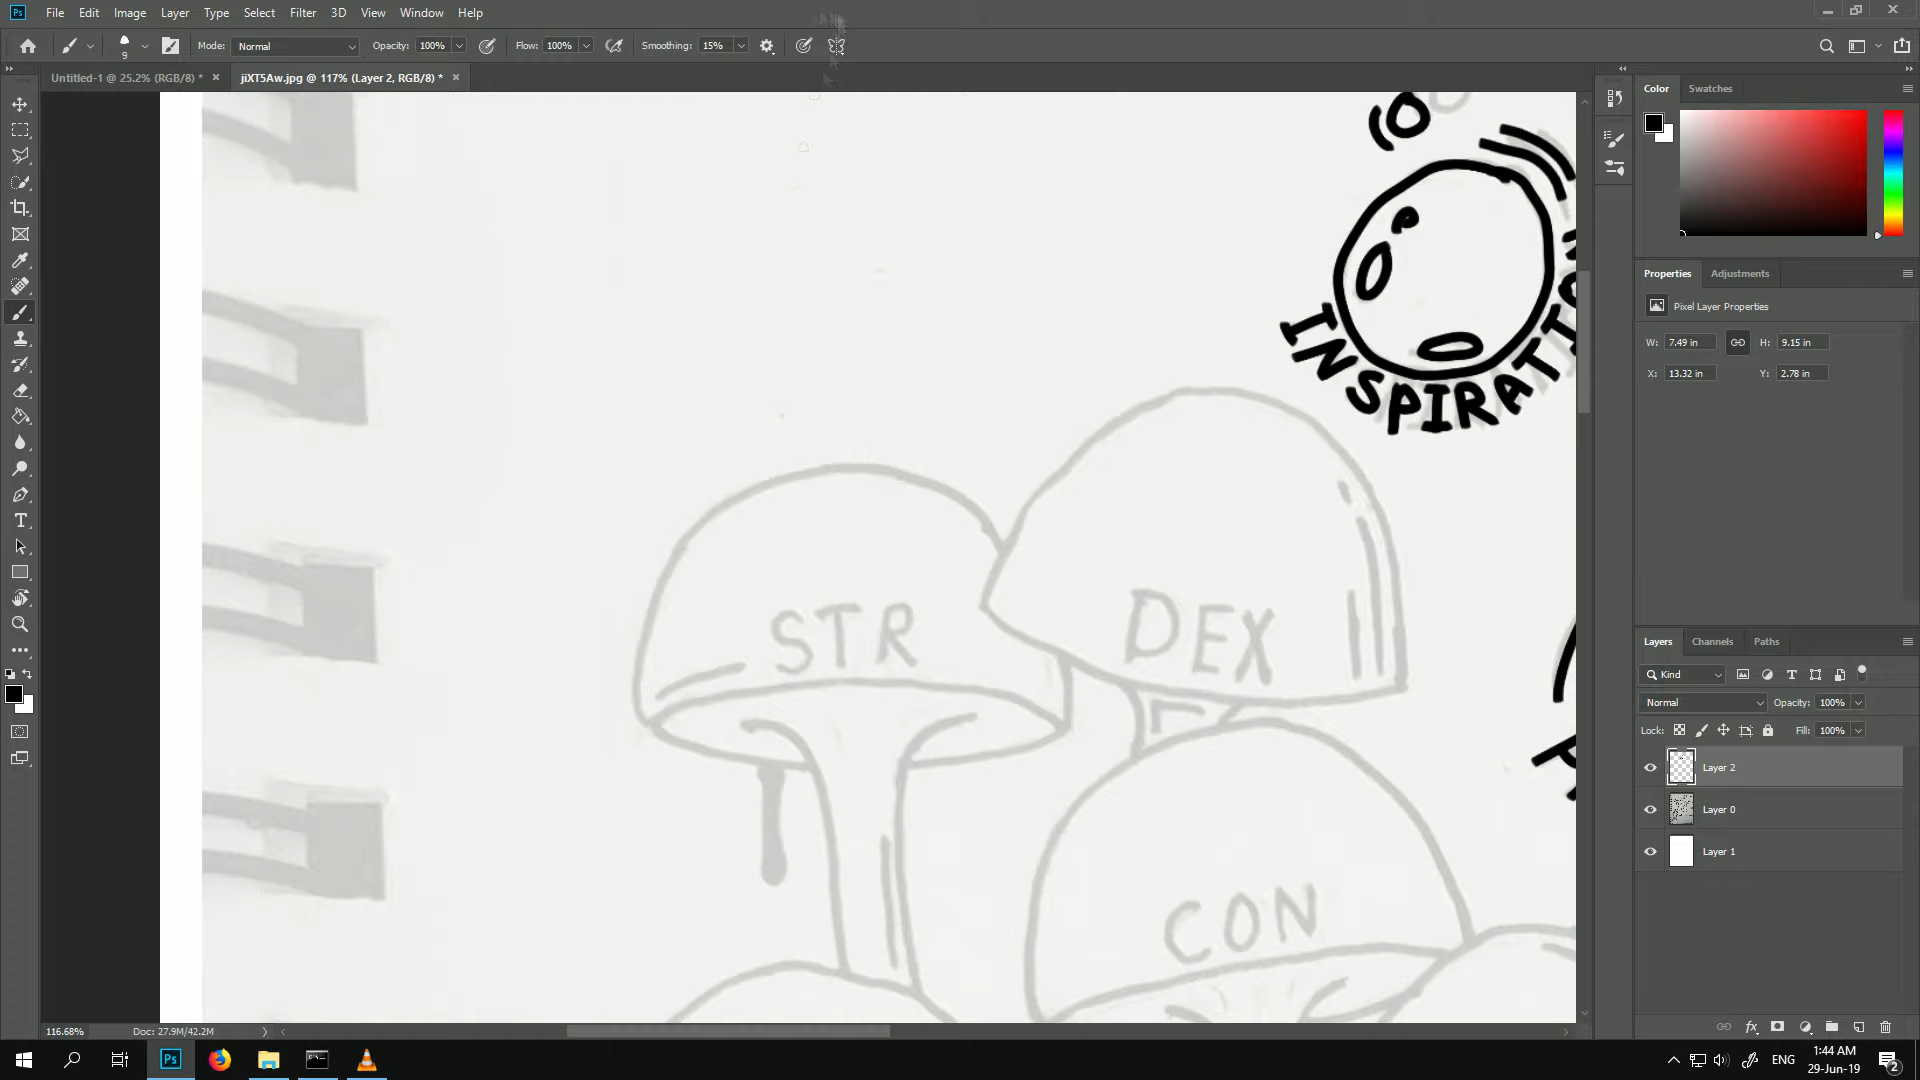 File Edit Image Layer Type Select Filter 3D View Window Help
Mode: Normal Opacity: 100% Flow: 100% Smoothing: 15%
9
Untitled-1 @ 25.2% (RGB/8) * × jiXT5Aw.jpg @ 117% (Layer 2, RGB/8) * ×
Color Swatches
INSPIRATI
Properties Adjustments
Pixel Layer Properties
W: 7.49 in H: 9.15 in
X: 13.32 in Y: 2.78 in
STR
DEX
CON
Layers Channels Paths
Kind
Normal Opacity: 100%
Lock: Fill: 100%
Layer 2
Layer 0
Layer 1
116.68% Doc: 27.9M/42.2M
Ps
ENG
1:44 AM
29-Jun-19
2